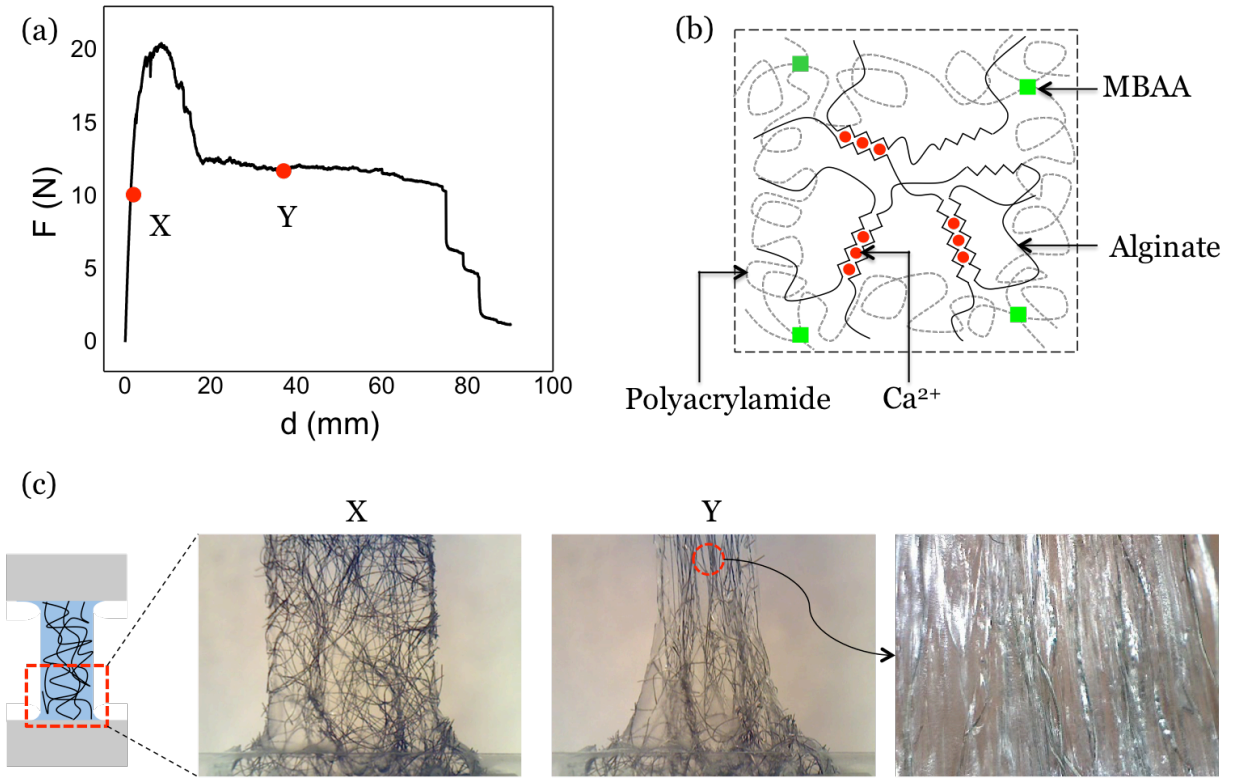 (a)
20
15
10
5
0
F (N)
X
Y
0 20 40 60 80 100
d (mm)
(b)
MBAA
Alginate
Polyacrylamide
Ca²⁺
(c)
X
Y